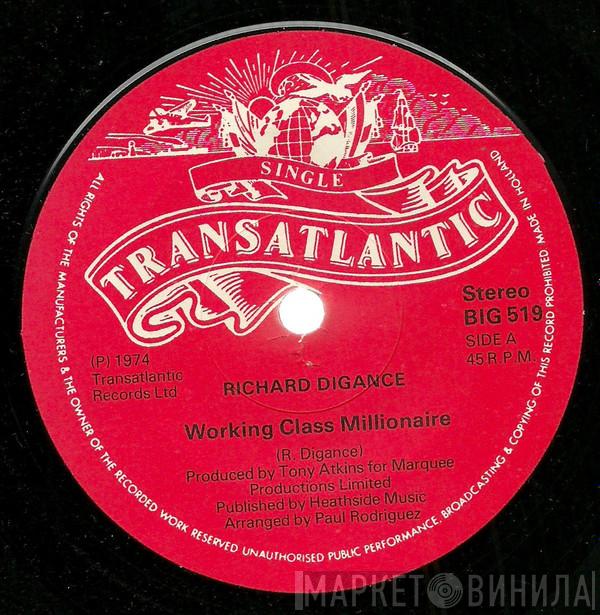 SINGLE
TRANSATLANTIC
Stereo
BIG 519
SIDE A
45 R.P.M.
(P) 1974
Transatlantic
Records Ltd
RICHARD DIGANCE
Working Class Millionaire
(R. Digance)
Produced by Tony Atkins for Marquee
Productions Limited
Published by Heathside Music
Arranged by Paul Rodriguez
ALL RIGHTS OF THE MANUFACTURERS & THE OWNER OF THE RECORDED WORK RESERVED UNAUTHORISED PUBLIC PERFORMANCE, BROADCASTING & COPYING OF THIS RECORD PROHIBITED MADE IN HOLLAND
МАРКЕТ ВИНИЛА